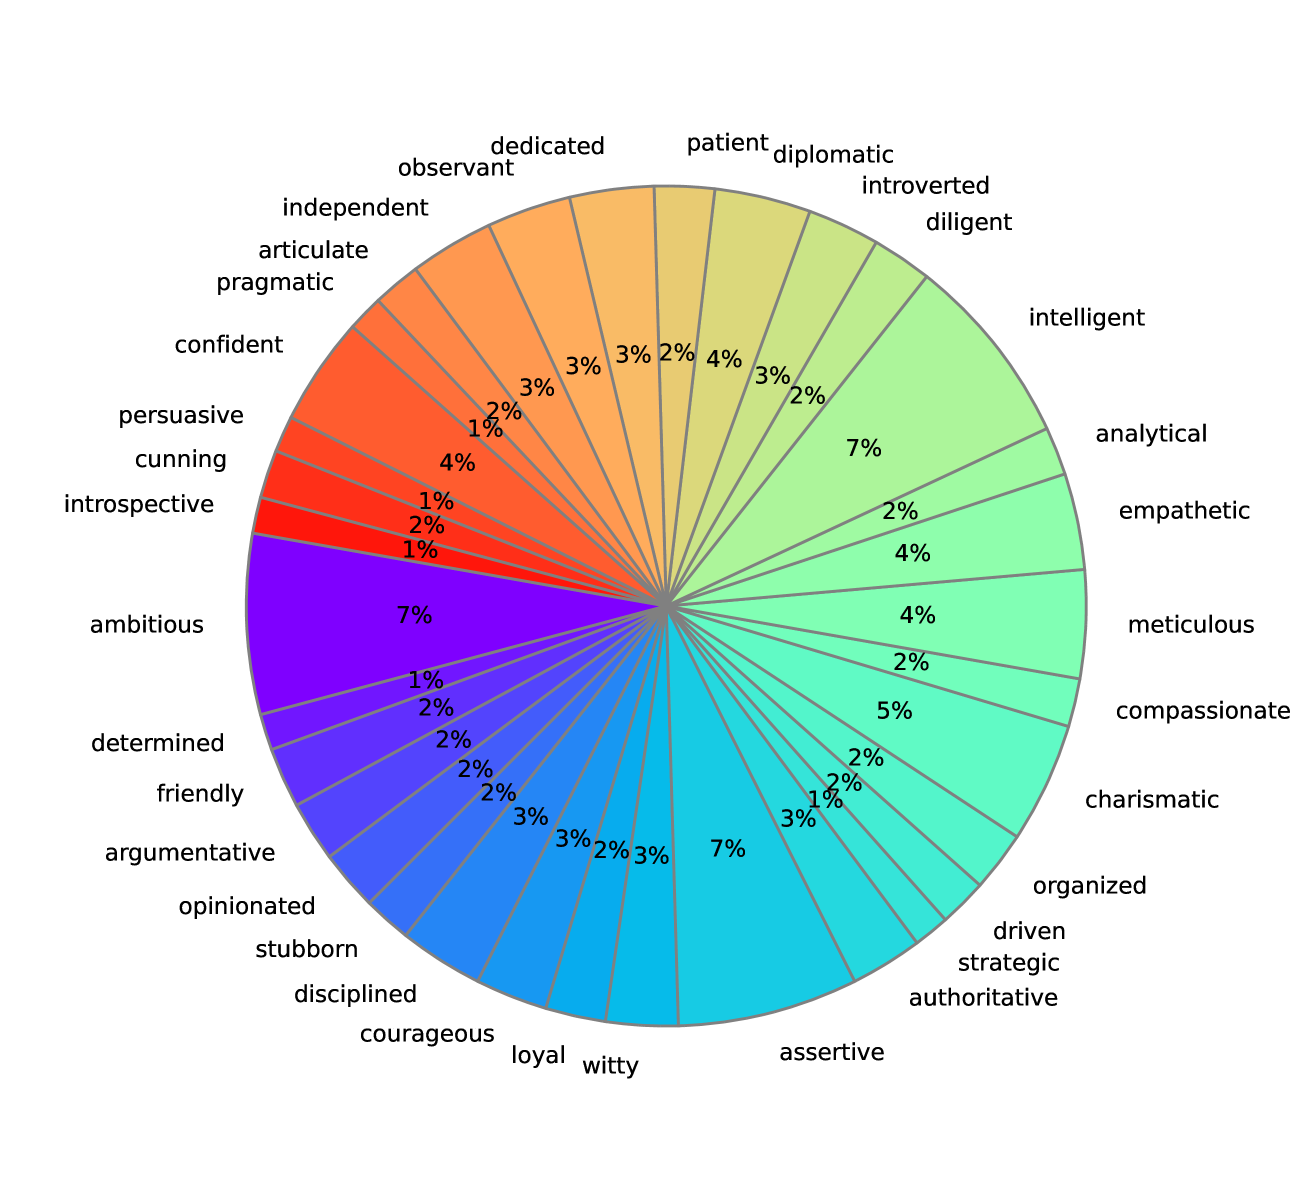 dedicated
patient
diplomatic
observant
introverted
independent
diligent
articulate
pragmatic
intelligent
confident
persuasive
analytical
cunning
introspective
empathetic
ambitious
meticulous
compassionate
determined
friendly
charismatic
argumentative
organized
opinionated
driven
stubborn
strategic
disciplined
authoritative
courageous
loyal
witty
assertive
3%
2%
4%
3%
3%
3%
2%
2%
1%
7%
4%
1%
2%
2%
1%
4%
7%
4%
2%
1%
2%
5%
2%
2%
2%
2%
2%
1%
3%
3%
3%
2%
3%
7%